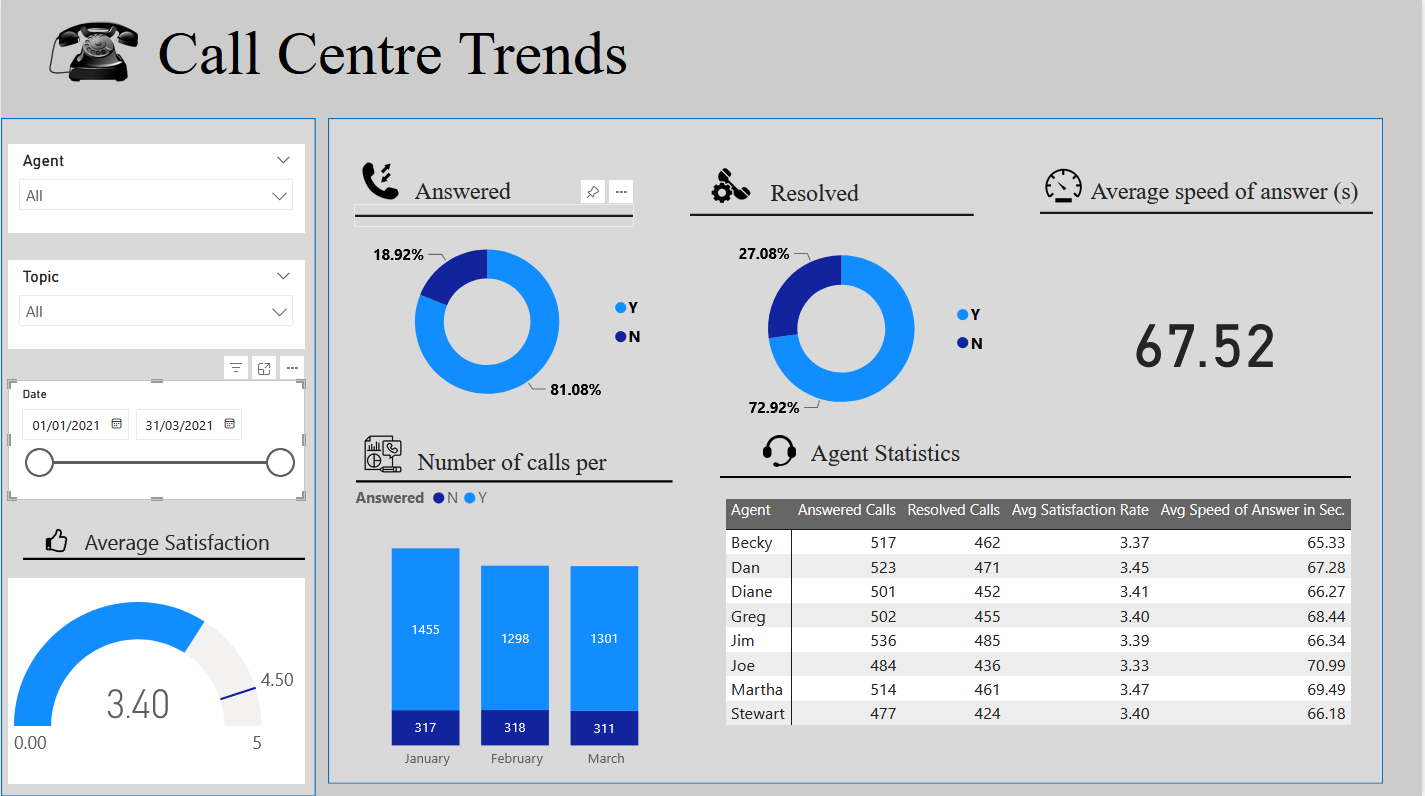 Call Centre Trends
Agent
All
Topic
All
Date
01/01/2021 31/03/2021
Average Satisfaction
3.40
4.50
0.00 5
Answered
18.92%
81.08%
Y
N
Resolved
27.08%
72.92%
Y
N
Average speed of answer (s)
67.52
Number of calls per
Answered N Y
1455 1298 1301
317 318 311
January February March
Agent Statistics
Agent Answered Calls Resolved Calls Avg Satisfaction Rate Avg Speed of Answer in Sec.
Becky 517 462 3.37 65.33
Dan 523 471 3.45 67.28
Diane 501 452 3.41 66.27
Greg 502 455 3.40 68.44
Jim 536 485 3.39 66.34
Joe 484 436 3.33 70.99
Martha 514 461 3.47 69.49
Stewart 477 424 3.40 66.18